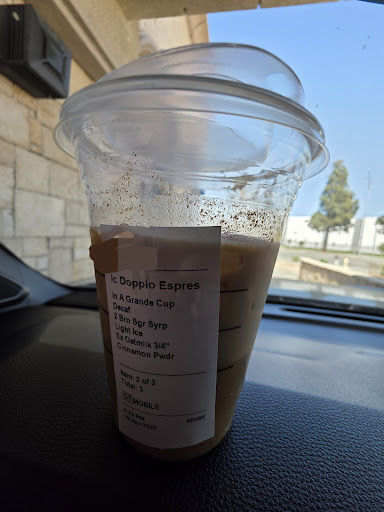 Ic Doppio Espres
In A Grande Cup
Decaf
2 Brn Sgr Syrp
Light Ice
Ex Oatmilk 3/4"
Cinnamon Pwdr
Item: 2 of 3
Total: 3
MOBILE